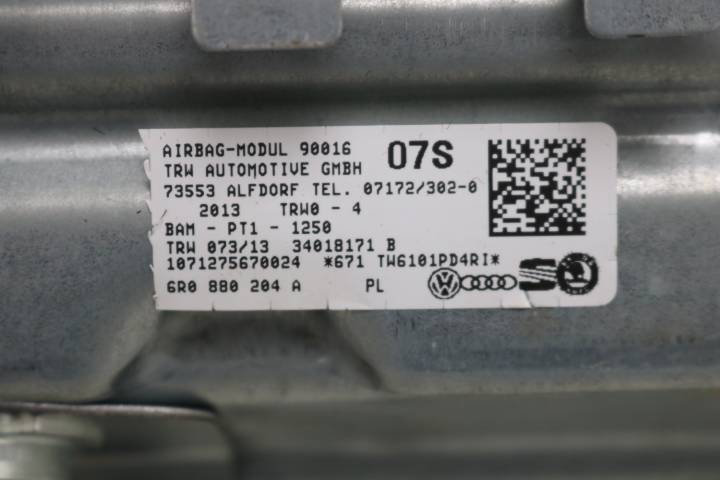 AIRBAG-MODUL 90016 07S
TRW AUTOMOTIVE GMBH
73553 ALFDORF TEL. 07172/302-0
2013 TRW0 - 4
BAM - PT1 - 1250
TRW 073/13 34018171 B
1071275670024 *671 TW6101PD4RI*
6R0 880 204 A PL